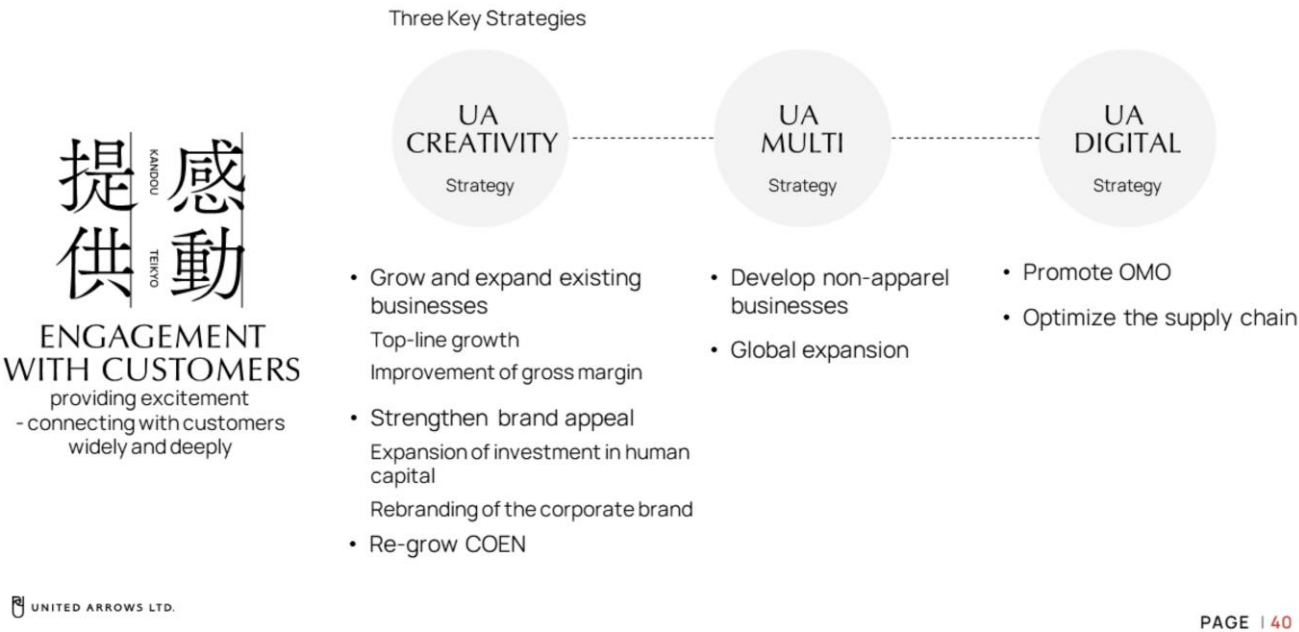 Three Key Strategies
感動
KANDOU
提供
TEIKYO
ENGAGEMENT
WITH CUSTOMERS
providing excitement
- connecting with customers
widely and deeply
UA
CREATIVITY
Strategy
• Grow and expand existing
businesses
Top-line growth
Improvement of gross margin
• Strengthen brand appeal
Expansion of investment in human
capital
Rebranding of the corporate brand
• Re-grow COEN
UA
MULTI
Strategy
• Develop non-apparel
businesses
• Global expansion
UA
DIGITAL
Strategy
• Promote OMO
• Optimize the supply chain
UNITED ARROWS LTD.
PAGE | 40